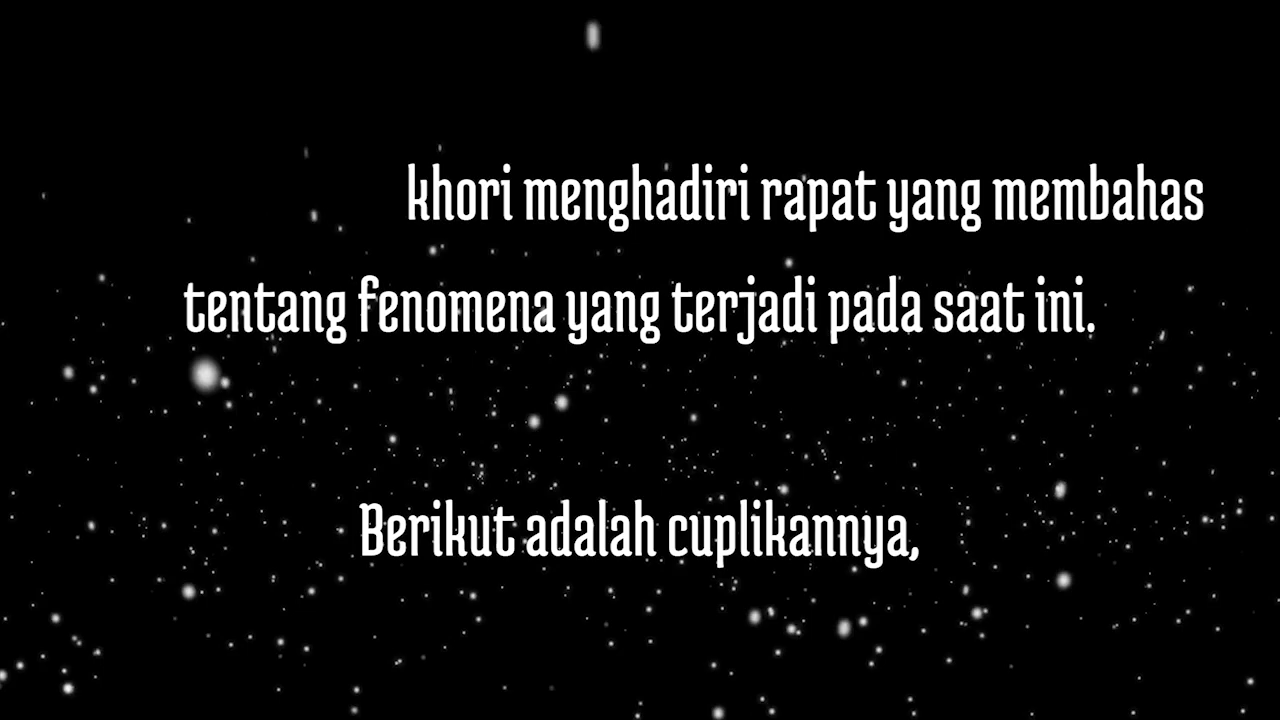 khori menghadiri rapat yang membahas
tentang fenomena yang terjadi pada saat ini.
Berikut adalah cuplikannya,